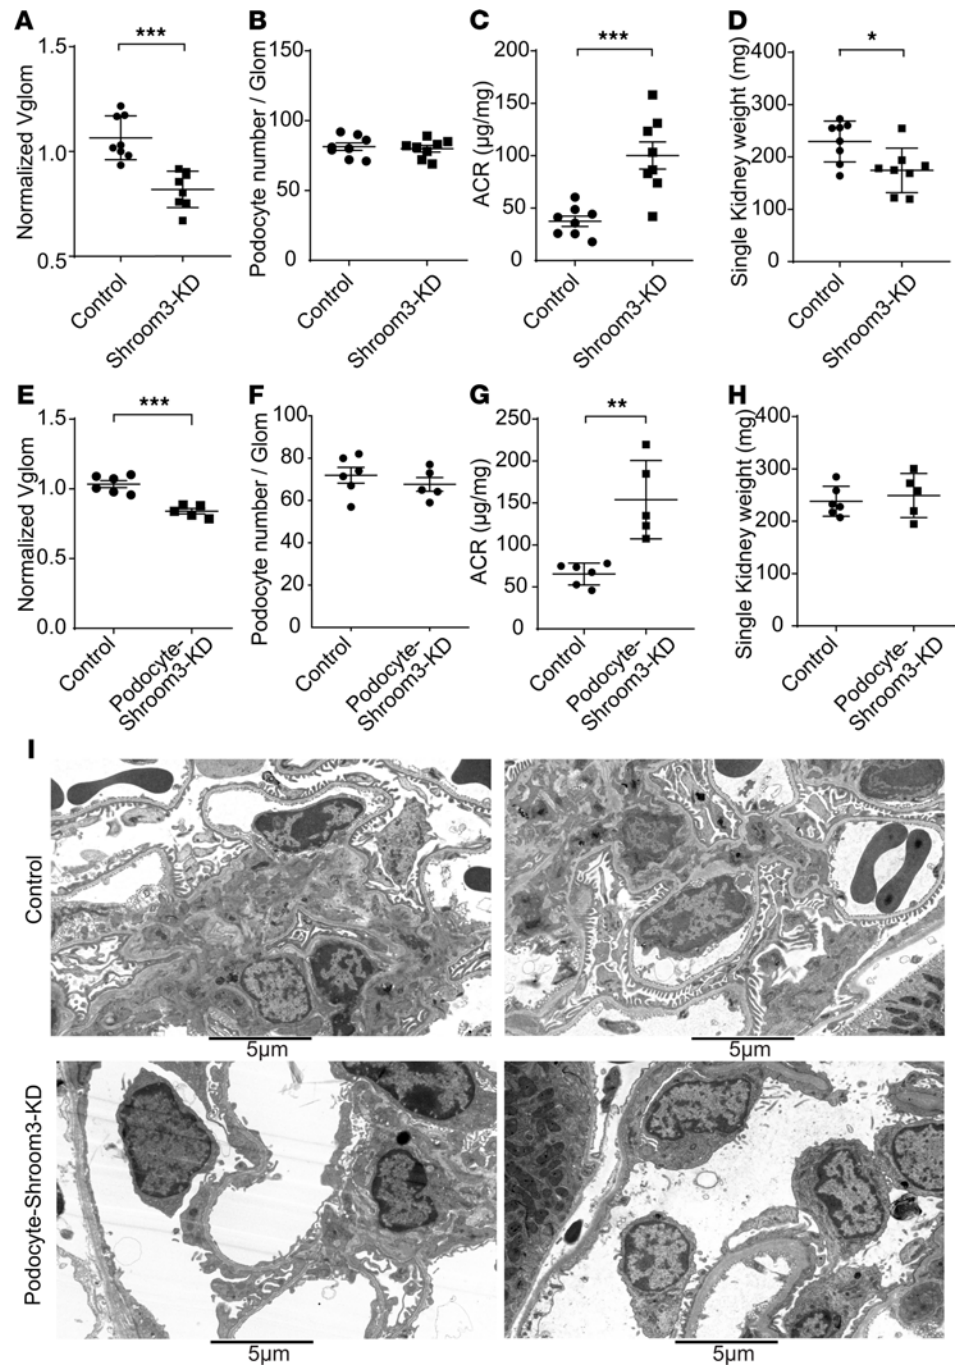 A
Normalized Vglom
1.5
1.0
0.5
***
Control
Shroom3-KD
B
Podocyte number / Glom
150
100
50
0
Control
Shroom3-KD
C
ACR (µg/mg)
200
150
100
50
0
***
Control
Shroom3-KD
D
Single Kidney weight (mg)
400
300
200
100
0
*
Control
Shroom3-KD
E
Normalized Vglom
1.5
1.0
0.5
0.0
***
Control
Podocyte-
Shroom3-KD
F
Podocyte number / Glom
100
80
60
40
20
0
Control
Podocyte-
Shroom3-KD
G
ACR (µg/mg)
250
200
150
100
50
0
**
Control
Podocyte-
Shroom3-KD
H
Single Kidney weight (mg)
400
300
200
100
0
Control
Podocyte-
Shroom3-KD
I
Control
5µm
5µm
Podocyte-Shroom3-KD
5µm
5µm